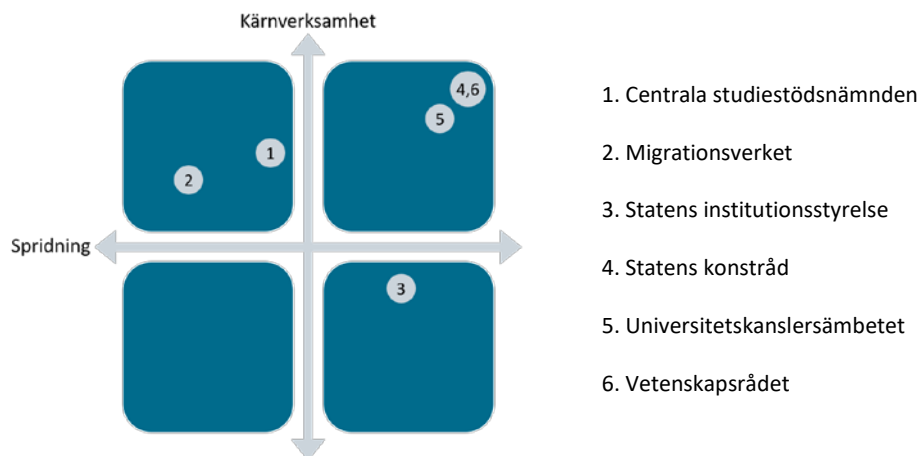 Kärnverksamhet
4,6
5
1
2
Spridning
3
1. Centrala studiestödsnämnden
2. Migrationsverket
3. Statens institutionsstyrelse
4. Statens konstråd
5. Universitetskanslersämbetet
6. Vetenskapsrådet